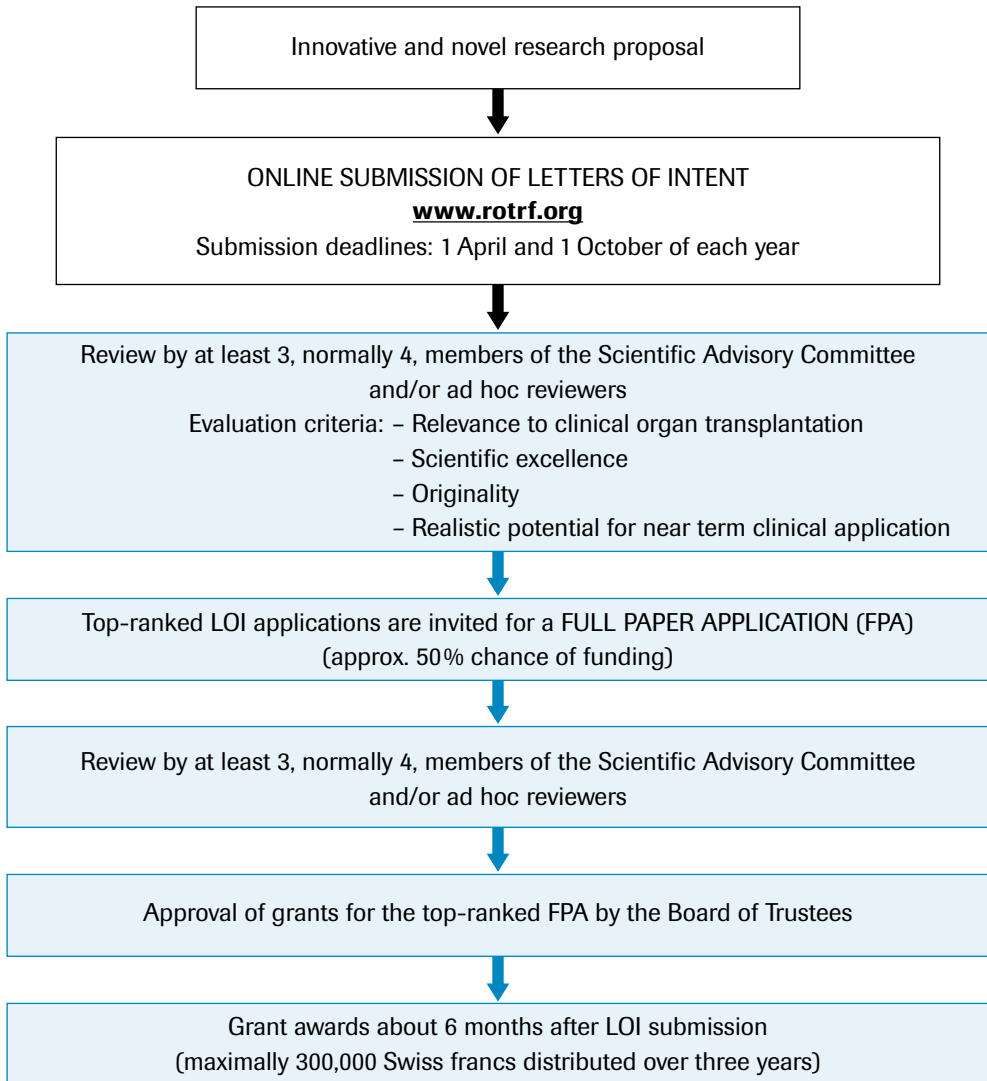 Innovative and novel research proposal
ONLINE SUBMISSION OF LETTERS OF INTENT
www.rotrf.org
Submission deadlines: 1 April and 1 October of each year
Review by at least 3, normally 4, members of the Scientific Advisory Committee
and/or ad hoc reviewers
Evaluation criteria: – Relevance to clinical organ transplantation
– Scientific excellence
– Originality
– Realistic potential for near term clinical application
Top-ranked LOI applications are invited for a FULL PAPER APPLICATION (FPA)
(approx. 50% chance of funding)
Review by at least 3, normally 4, members of the Scientific Advisory Committee
and/or ad hoc reviewers
Approval of grants for the top-ranked FPA by the Board of Trustees
Grant awards about 6 months after LOI submission
(maximally 300,000 Swiss francs distributed over three years)